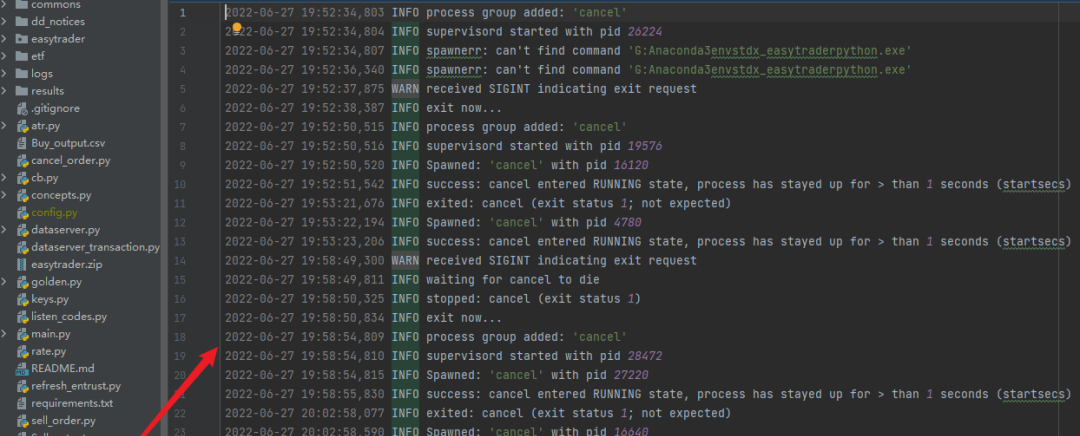 commons
dd_notices
easytrader
etf
logs
results
.gitignore
atr.py
Buy_output.csv
cancel_order.py
cb.py
concepts.py
config.py
dataserver.py
dataserver_transaction.py
easytrader.zip
golden.py
keys.py
listen_codes.py
main.py
rate.py
README.md
refresh_entrust.py
requirements.txt
sell_order.py
1 2022-06-27 19:52:34,803 INFO process group added: 'cancel'
2 2022-06-27 19:52:34,804 INFO supervisord started with pid 26224
3 2022-06-27 19:52:34,807 INFO spawnerr: can't find command 'G:Anaconda3envstdx_easytraderpython.exe'
4 2022-06-27 19:52:36,340 INFO spawnerr: can't find command 'G:Anaconda3envstdx_easytraderpython.exe'
5 2022-06-27 19:52:37,875 WARN received SIGINT indicating exit request
6 2022-06-27 19:52:38,387 INFO exit now...
7 2022-06-27 19:52:50,515 INFO process group added: 'cancel'
8 2022-06-27 19:52:50,516 INFO supervisord started with pid 19576
9 2022-06-27 19:52:50,520 INFO Spawned: 'cancel' with pid 16120
10 2022-06-27 19:52:51,542 INFO success: cancel entered RUNNING state, process has stayed up for > than 1 seconds (startsecs)
11 2022-06-27 19:53:21,676 INFO exited: cancel (exit status 1; not expected)
12 2022-06-27 19:53:22,194 INFO Spawned: 'cancel' with pid 4780
13 2022-06-27 19:53:23,206 INFO success: cancel entered RUNNING state, process has stayed up for > than 1 seconds (startsecs)
14 2022-06-27 19:58:49,300 WARN received SIGINT indicating exit request
15 2022-06-27 19:58:49,811 INFO waiting for cancel to die
16 2022-06-27 19:58:50,325 INFO stopped: cancel (exit status 1)
17 2022-06-27 19:58:50,834 INFO exit now...
18 2022-06-27 19:58:54,809 INFO process group added: 'cancel'
19 2022-06-27 19:58:54,810 INFO supervisord started with pid 28472
20 2022-06-27 19:58:54,815 INFO Spawned: 'cancel' with pid 27220
21 2022-06-27 19:58:55,830 INFO success: cancel entered RUNNING state, process has stayed up for > than 1 seconds (startsecs)
22 2022-06-27 20:02:58,077 INFO exited: cancel (exit status 1; not expected)
23 2022-06-27 20:02:58,590 INFO Spawned: 'cancel' with pid 16640